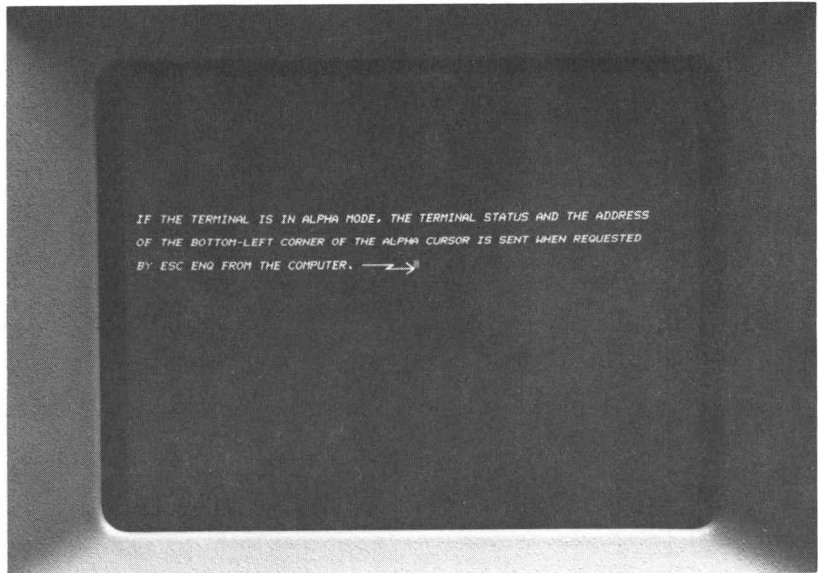 IF THE TERMINAL IS IN ALPHA MODE, THE TERMINAL STATUS AND THE ADDRESS
OF THE BOTTOM-LEFT CORNER OF THE ALPHA CURSOR IS SENT WHEN REQUESTED
BY ESC ENQ FROM THE COMPUTER.